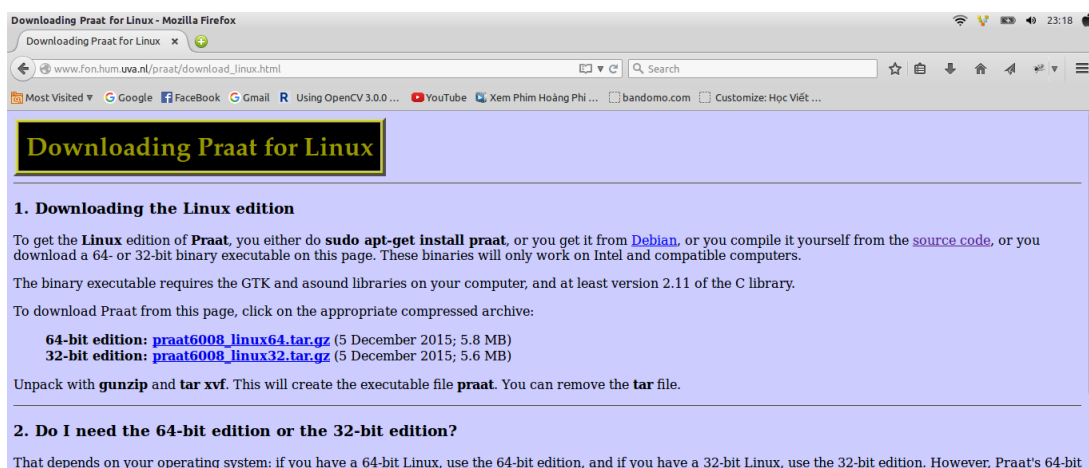 Downloading Praat for Linux - Mozilla Firefox
23:18
Downloading Praat for Linux
www.fon.hum.uva.nl/praat/download_linux.html
Search
Most Visited Google FaceBook Gmail R Using OpenCV 3.0.0 ... YouTube Xem Phim Hoàng Phi ... bandomo.com Customize: Học Việt ...
Downloading Praat for Linux
1. Downloading the Linux edition
To get the Linux edition of Praat, you either do sudo apt-get install praat, or you get it from Debian, or you compile it yourself from the source code, or you
download a 64- or 32-bit binary executable on this page. These binaries will only work on Intel and compatible computers.
The binary executable requires the GTK and asound libraries on your computer, and at least version 2.11 of the C library.
To download Praat from this page, click on the appropriate compressed archive:
64-bit edition: praat6008_linux64.tar.gz (5 December 2015; 5.8 MB)
32-bit edition: praat6008_linux32.tar.gz (5 December 2015; 5.6 MB)
Unpack with gunzip and tar xvf. This will create the executable file praat. You can remove the tar file.
2. Do I need the 64-bit edition or the 32-bit edition?
That depends on your operating system: if you have a 64-bit Linux, use the 64-bit edition, and if you have a 32-bit Linux, use the 32-bit edition. However, Praat's 64-bit